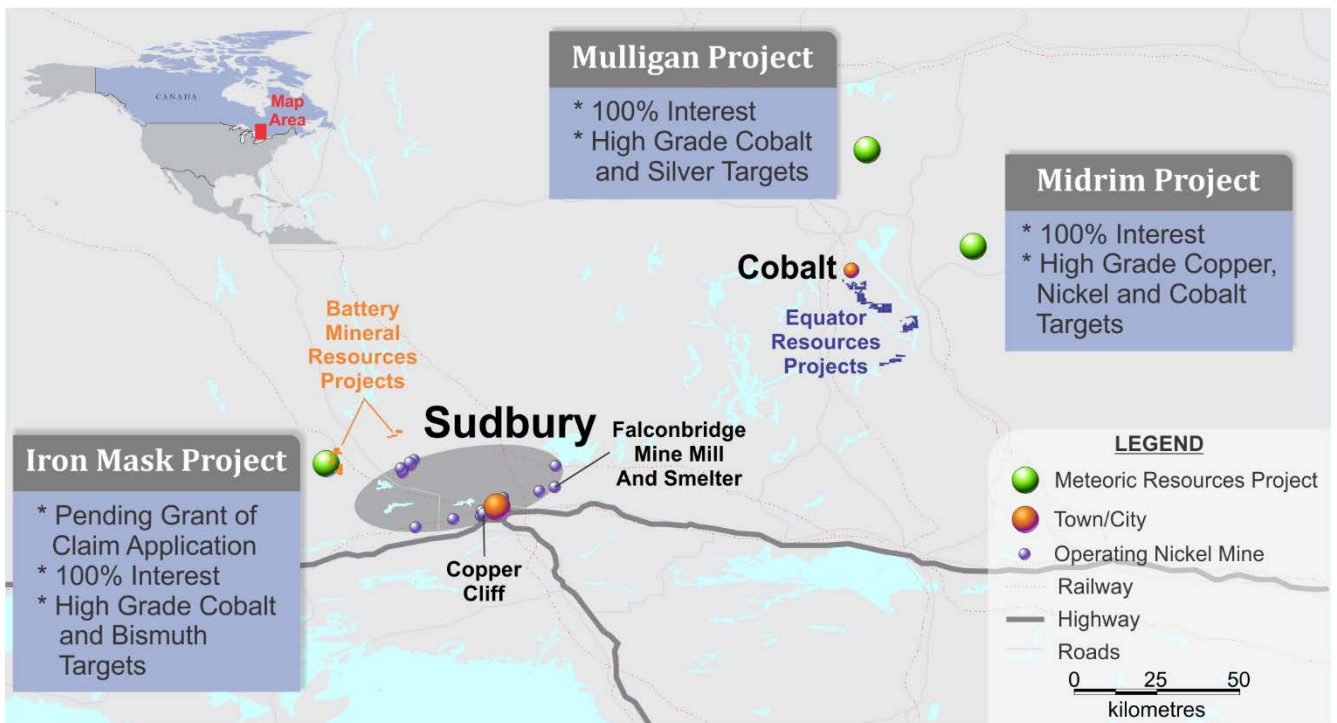 CANADA
Map
Area
Mulligan Project
* 100% Interest
* High Grade Cobalt
and Silver Targets
Midrim Project
* 100% Interest
* High Grade Copper,
Nickel and Cobalt
Targets
Cobalt
Equator
Resources
Projects
Battery
Mineral
Resources
Projects
Sudbury
Falconbridge
Mine Mill
And Smelter
Copper
Cliff
Iron Mask Project
* Pending Grant of
Claim Application
* 100% Interest
* High Grade Cobalt
and Bismuth
Targets
LEGEND
Meteoric Resources Project
Town/City
Operating Nickel Mine
Railway
Highway
Roads
0 25 50
kilometres